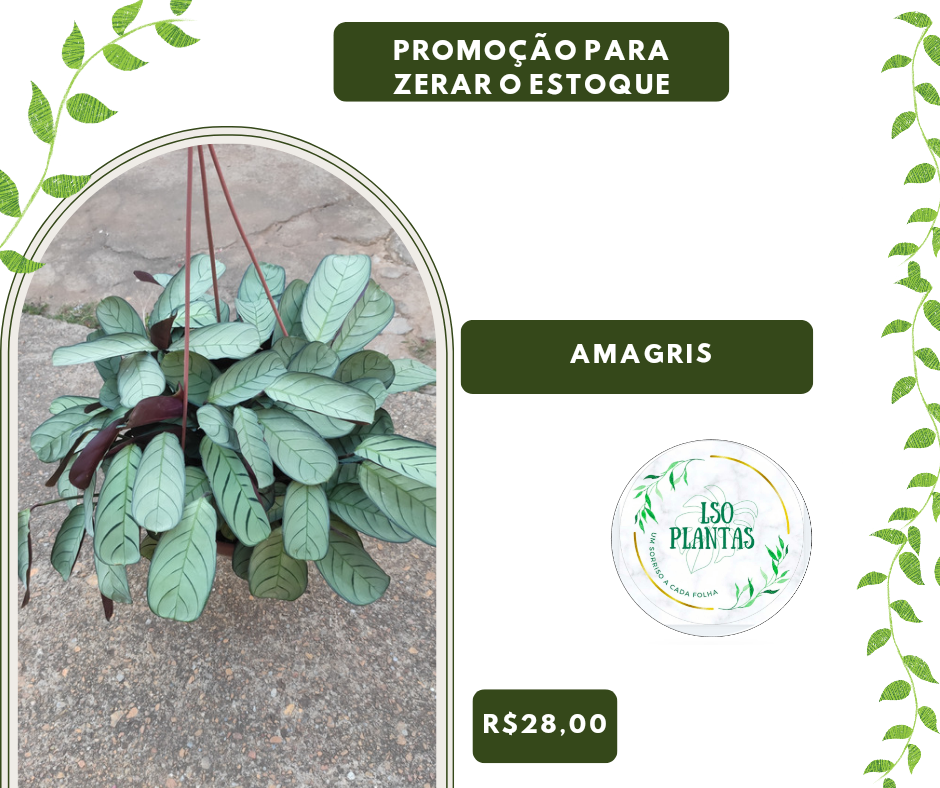 PROMOÇÃO PARA
ZERAR O ESTOQUE
AMAGRIS
LSO
PLANTAS
UM SORRISO A CADA FOLHA
R$28,00